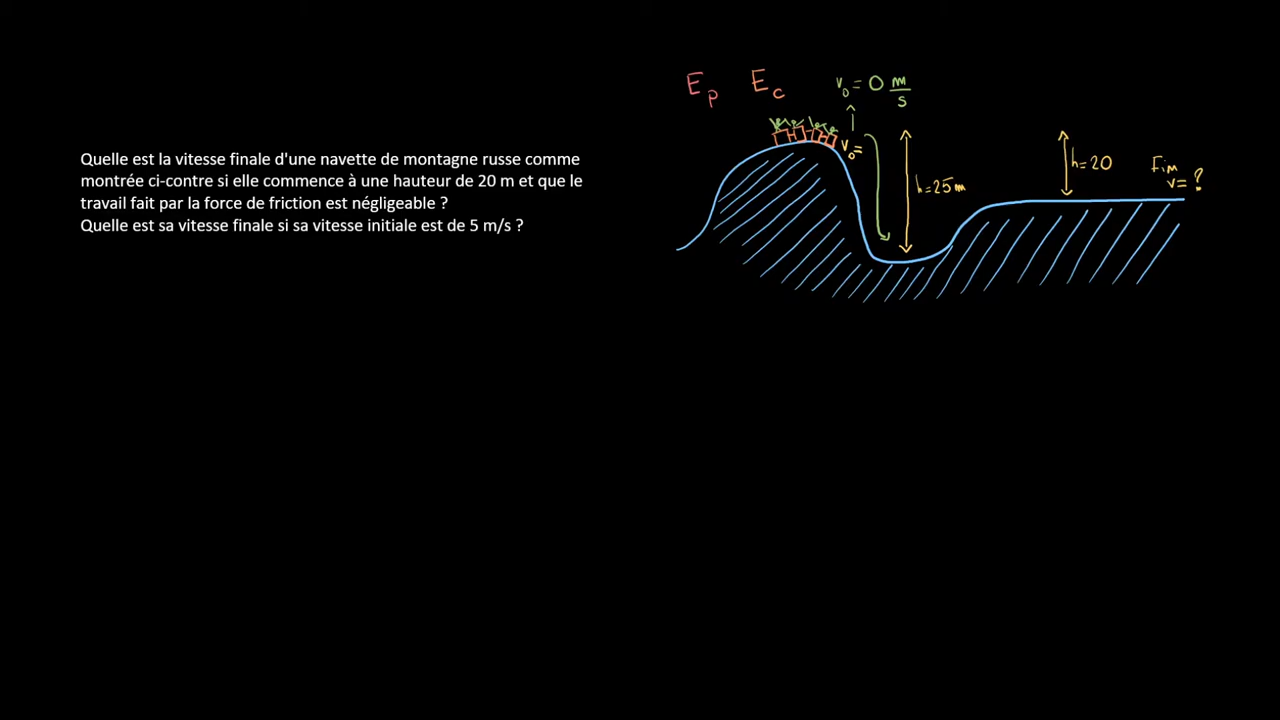 Quelle est la vitesse finale d'une navette de montagne russe comme
montrée ci-contre si elle commence à une hauteur de 20 m et que le
travail fait par la force de friction est négligeable ?
Quelle est sa vitesse finale si sa vitesse initiale est de 5 m/s ?
Ep Ec
v₀ = 0 m/s
v₀ =
h=25m
h=20
Fin
v= ?